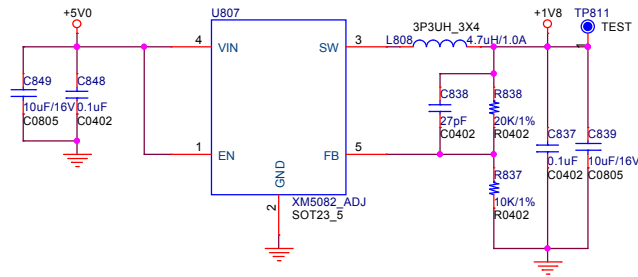 +5V0
U807
+1V8
TP811
TEST
3P3UH_3X4
L808
4.7uH/1.0A
4
VIN
SW
3
C849
10uF/16V
C0805
C848
0.1uF
C0402
C838
27pF
C0402
R838
20K/1%
R0402
1
EN
FB
5
C837
0.1uF
C0402
C839
10uF/16V
C0805
R837
10K/1%
R0402
GND
2
XM5082_ADJ
SOT23_5